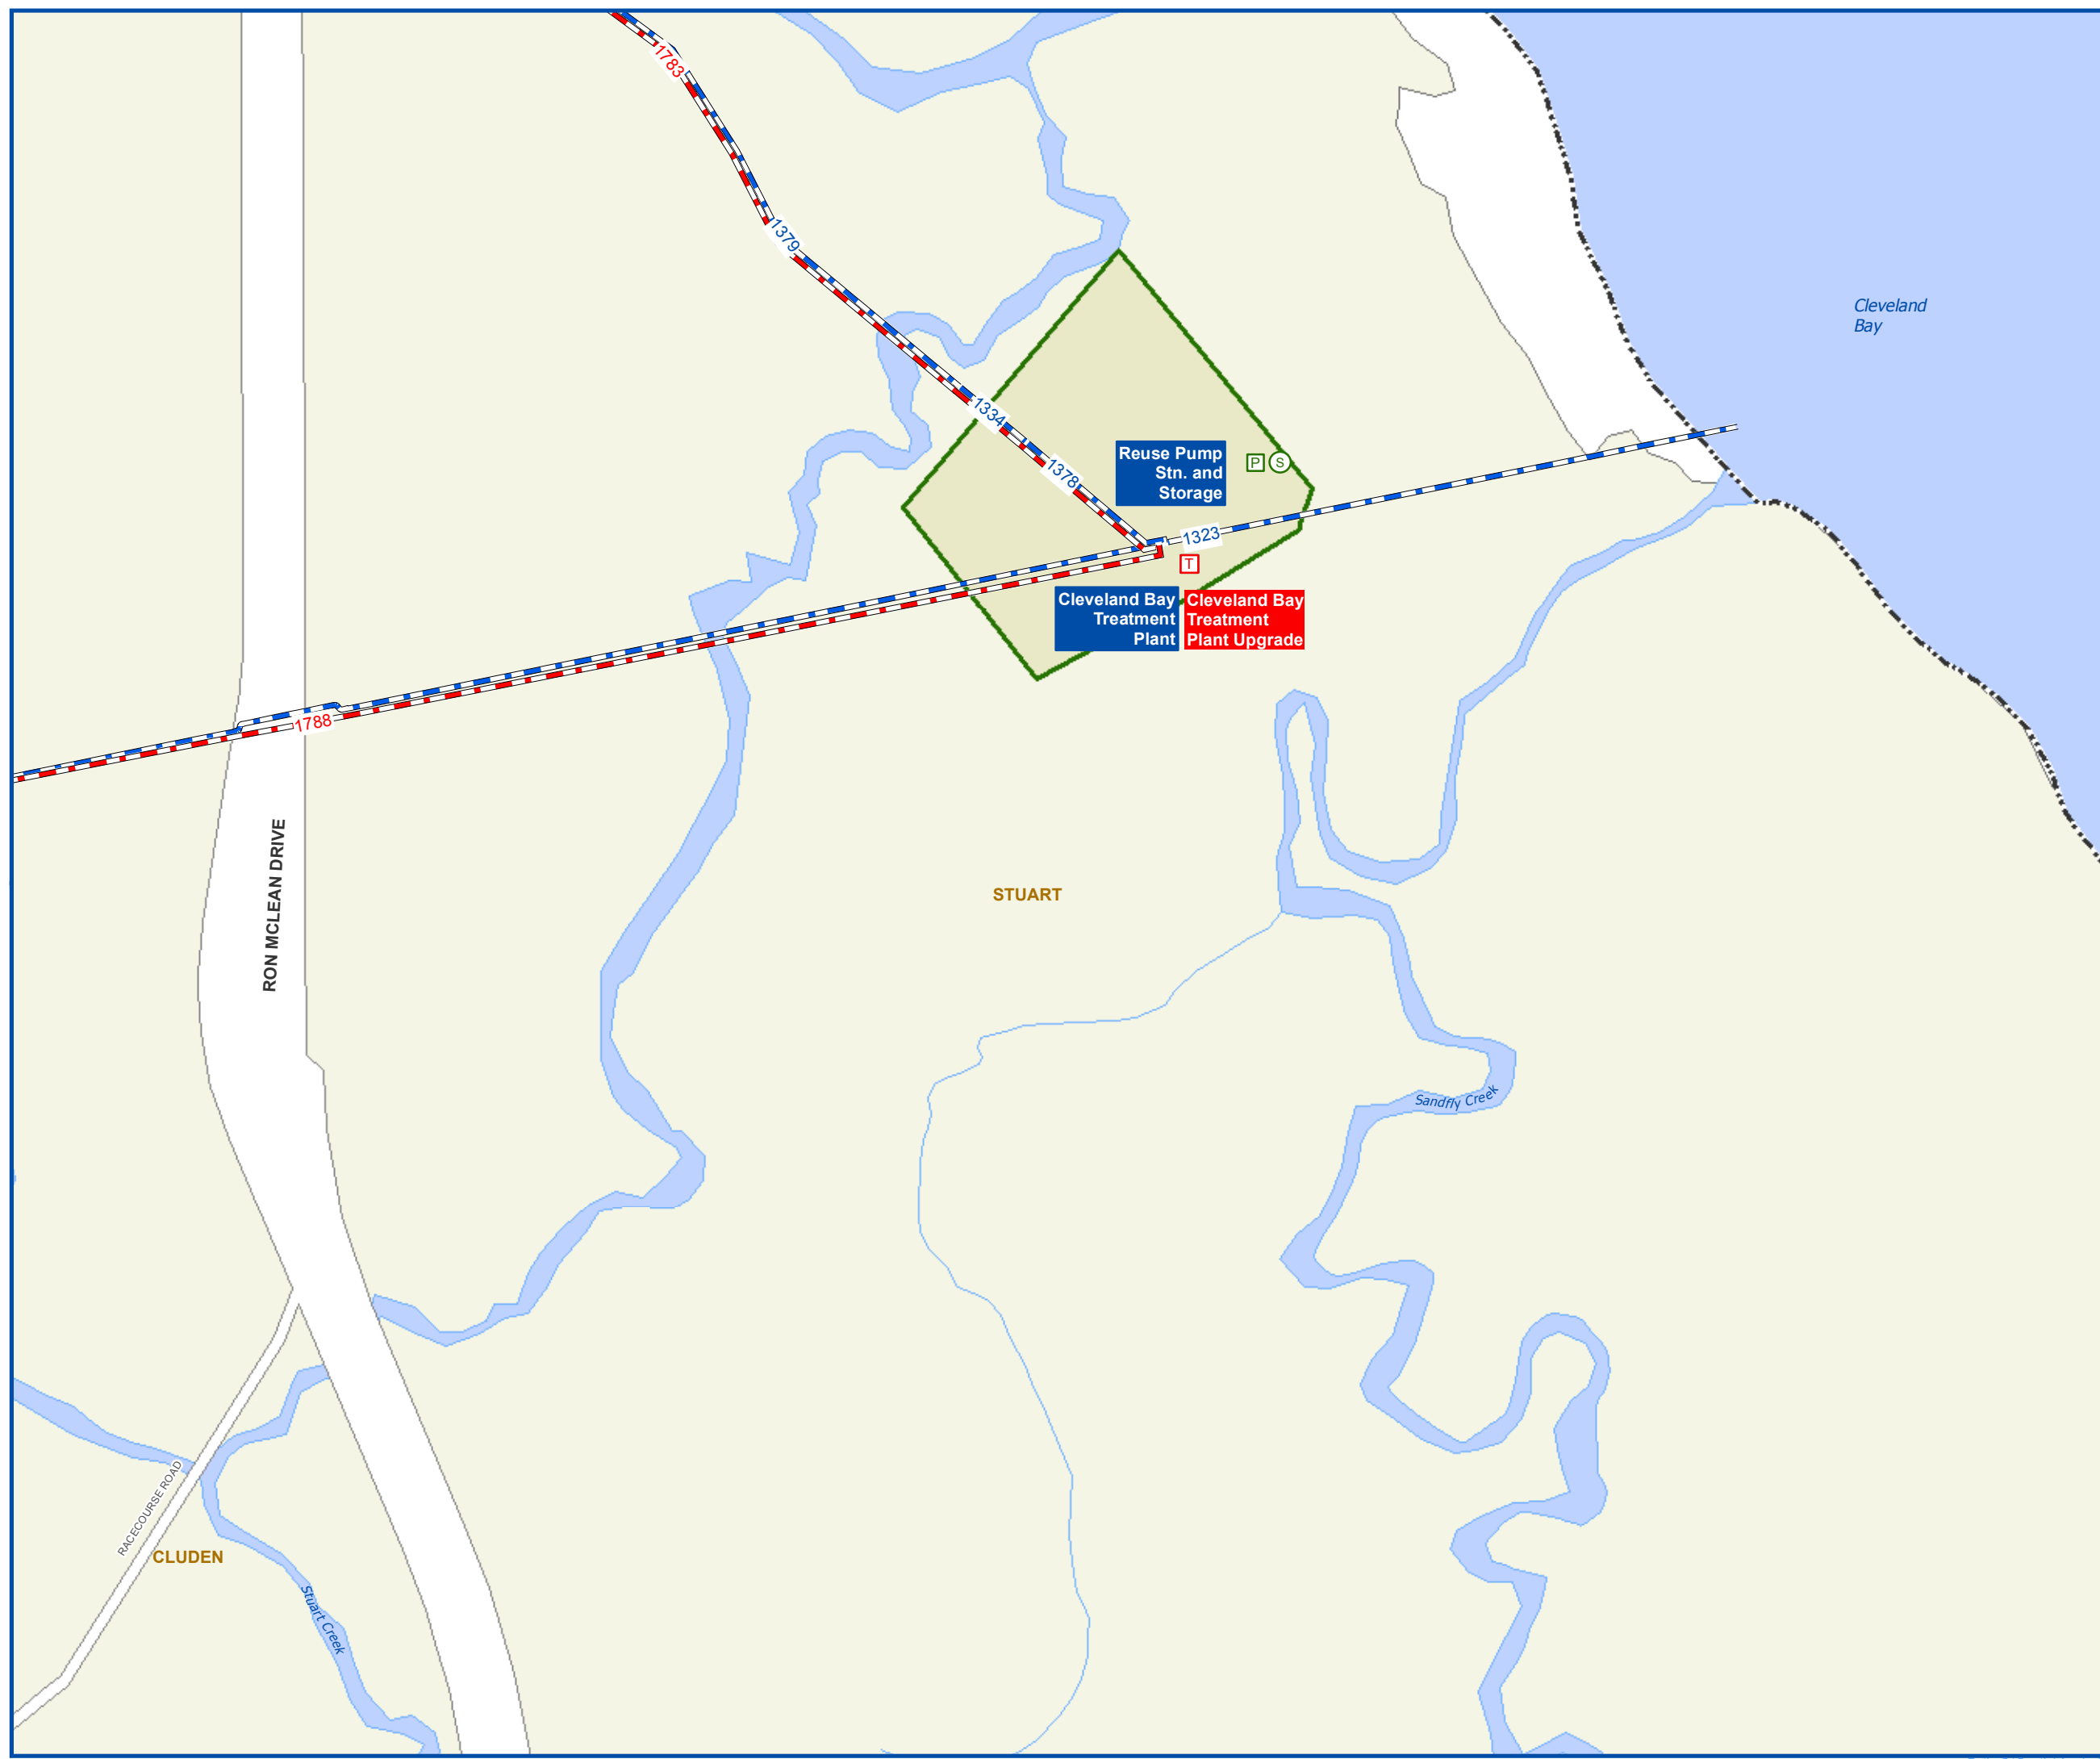 1783
1379
Cleveland
Bay
1334
Reuse Pump
Stn. and
Storage
P
S
1378
1323
T
Cleveland Bay
Treatment
Plant
Cleveland Bay
Treatment
Plant Upgrade
1788
RON MCLEAN DRIVE
STUART
Sandfly Creek
RACECOURSE ROAD
CLUDEN
Stuart Creek